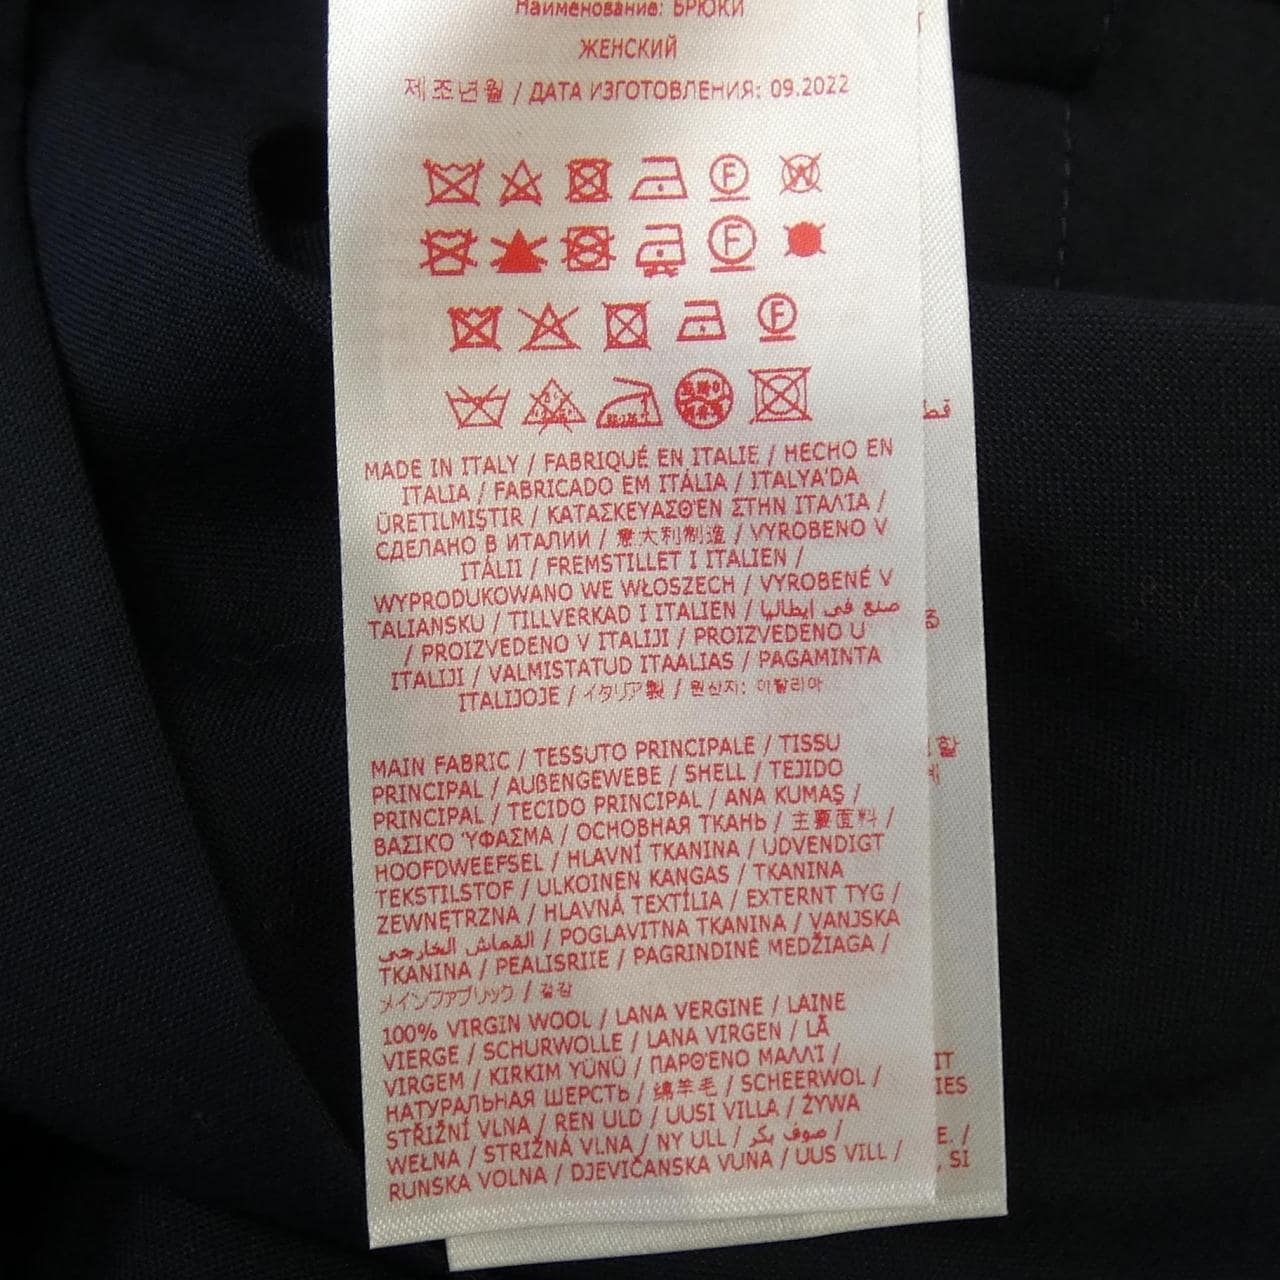 Наименование: БРЮКИ
ЖЕНСКИЙ
제조년월 / ДАТА ИЗГОТОВЛЕНИЯ: 09.2022
F W
F
F
MADE IN ITALY / FABRIQUÉ EN ITALIE / HECHO EN
ITALIA / FABRICADO EM ITÁLIA / ITALYA'DA
ÜRETILMIŞTIR / ΚΑΤΑΣΚΕΥΑΣΘΈΝ ΣΤΗΝ ΙΤΑΛΊΑ /
СДЕЛАНО В ИТАЛИИ / 意大利制造 / VYROBENO V
ITÁLII / FREMSTILLET I ITALIEN /
WYPRODUKOWANO WE WŁOSZECH / VYROBENÉ V
TALIANSKU / TILLVERKAD I ITALIEN / صنع في ايطاليا
/ PROIZVEDENO V ITALIJI / PROIZVEDENO U
ITALIJI / VALMISTATUD ITAALIAS / PAGAMINTA
ITALIJOJE / イタリア製 / 원산지: 이탈리아
MAIN FABRIC / TESSUTO PRINCIPALE / TISSU
PRINCIPAL / AUßENGEWEBE / SHELL / TEJIDO
PRINCIPAL / TECIDO PRINCIPAL / ANA KUMAŞ /
ΒΑΣΙΚΟ ΎΦΑΣΜΑ / ОСНОВНАЯ ТКАНЬ / 主要面料 /
HOOFDWEEFSEL / HLAVNÍ TKANINA / UDVENDIGT
TEKSTILSTOF / ULKOINEN KANGAS / TKANINA
ZEWNĘTRZNA / HLAVNÁ TEXTÍLIA / EXTERNT TYG /
القماش الخارجي / POGLAVITNA TKANINA / VANJSKA
TKANINA / PEALISRIIE / PAGRINDINĖ MEDŽIAGA /
メインファブリック / 겉감
100% VIRGIN WOOL / LANA VERGINE / LAINE
VIERGE / SCHURWOLLE / LANA VIRGEN / LÃ
VIRGEM / KIRKIM YÜNÜ / ΠΑΡΘΈΝΟ ΜΑΛΛΊ /
НАТУРАЛЬНАЯ ШЕРСТЬ / 绵羊毛 / SCHEERWOL /
STŘIŽNÍ VLNA / REN ULD / UUSI VILLA / ŻYWA
WEŁNA / STRIŽNÁ VLNA / NY ULL / صوف بكر /
RUNSKA VOLNA / DJEVIČANSKA VUNA / UUS VILL /
IT
IES
E. /
, SI